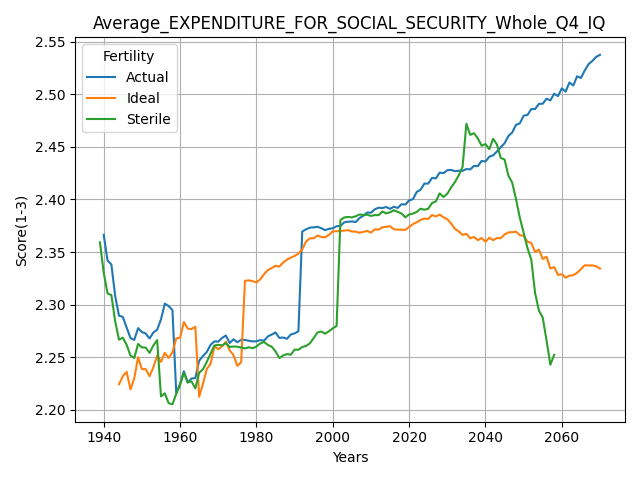 Average_EXPENDITURE_FOR_SOCIAL_SECURITY_Whole_Q4_IQ
Fertility
Actual
Ideal
Sterile
Score(1-3)
2.55
2.50
2.45
2.40
2.35
2.30
2.25
2.20
1940 1960 1980 2000 2020 2040 2060
Years